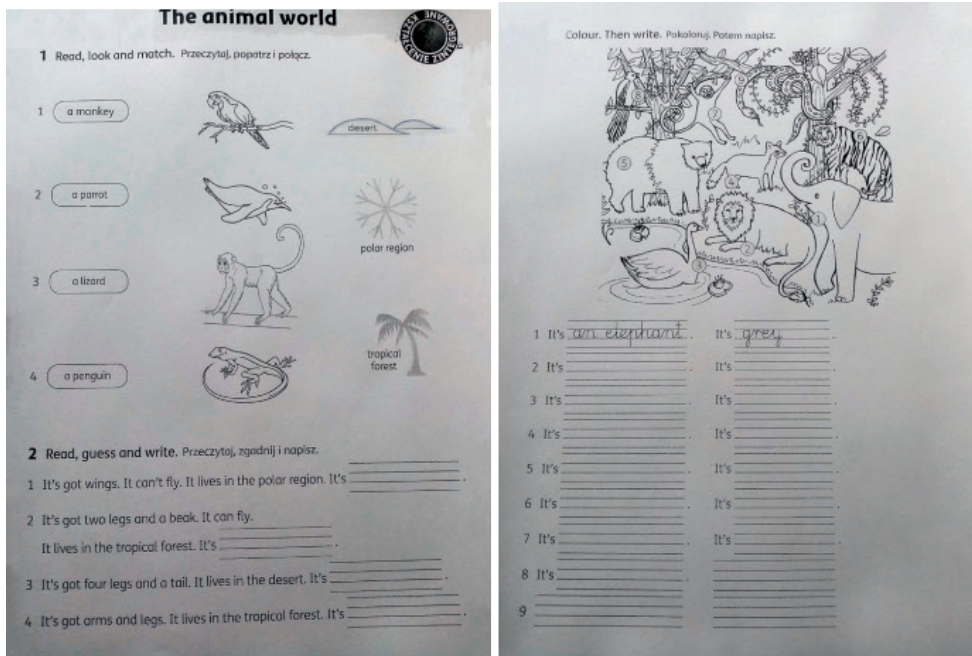 The animal world
KSZTAŁCENIE ZINTEGROWANE
1 Read, look and match. Przeczytaj, popatrz i połącz.
1 a monkey
desert
2 a parrot
polar region
3 a lizard
tropical
forest
4 a penguin
2 Read, guess and write. Przeczytaj, zgadnij i napisz.
1 It's got wings. It can't fly. It lives in the polar region. It's .
2 It's got two legs and a beak. It can fly.
It lives in the tropical forest. It's .
3 It's got four legs and a tail. It lives in the desert. It's .
4 It's got arms and legs. It lives in the tropical forest. It's .
Colour. Then write. Pokoloruj. Potem napisz.
5
6
7
2
1
3
1 It's an elephant. It's grey.
2 It's . It's .
3 It's . It's .
4 It's . It's .
5 It's . It's .
6 It's . It's .
7 It's . It's .
8 It's .
9